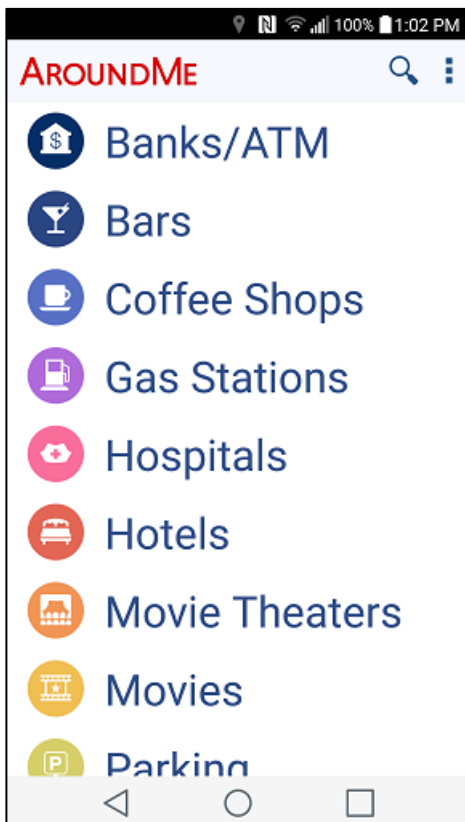 100% 1:02 PM
AROUNDME
Banks/ATM
Bars
Coffee Shops
Gas Stations
Hospitals
Hotels
Movie Theaters
Movies
P Parking